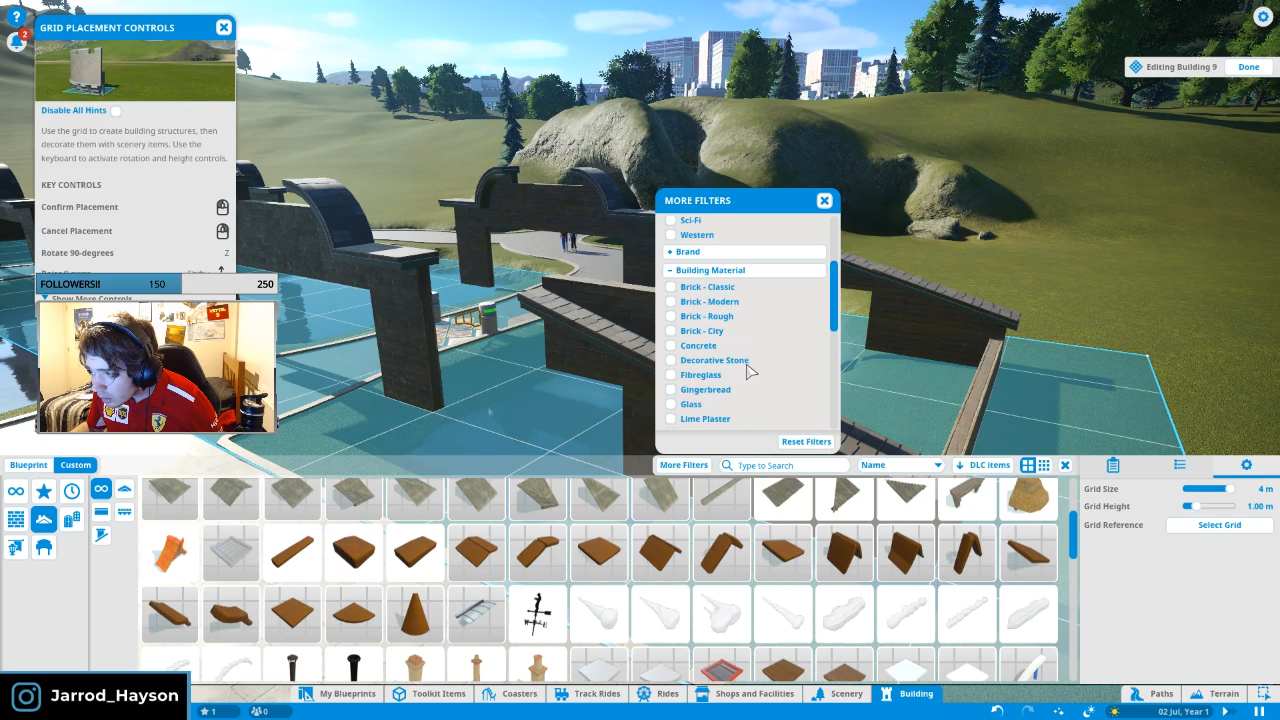 ?
2
GRID PLACEMENT CONTROLS
Disable All Hints
Use the grid to create building structures, then
decorate them with scenery items. Use the
keyboard to activate rotation and height controls.
KEY CONTROLS
Confirm Placement
Cancel Placement
Rotate 90-degrees Z
FOLLOWERS!! 150 250
Show More Controls
Editing Building 9 Done
MORE FILTERS
Sci-Fi
Western
+ Brand
− Building Material
Brick - Classic
Brick - Modern
Brick - Rough
Brick - City
Concrete
Decorative Stone
Fibreglass
Gingerbread
Glass
Lime Plaster
Reset Filters
Blueprint Custom
More Filters Type to Search Name DLC items
Grid Size 4 m
Grid Height 1.00 m
Grid Reference Select Grid
Jarrod_Hayson
My Blueprints Toolkit Items Coasters Track Rides Rides Shops and Facilities Scenery Building Paths Terrain
1 0 02 Jul, Year 1